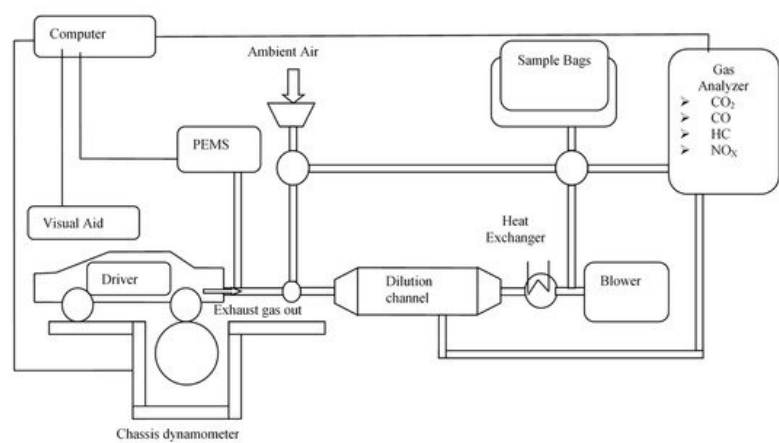 Computer
Ambient Air
Sample Bags
Gas
Analyzer
➢ CO₂
➢ CO
➢ HC
➢ NOₓ
PEMS
Visual Aid
Heat
Exchanger
Driver
Dilution
channel
Blower
Exhaust gas out
Chassis dynamometer